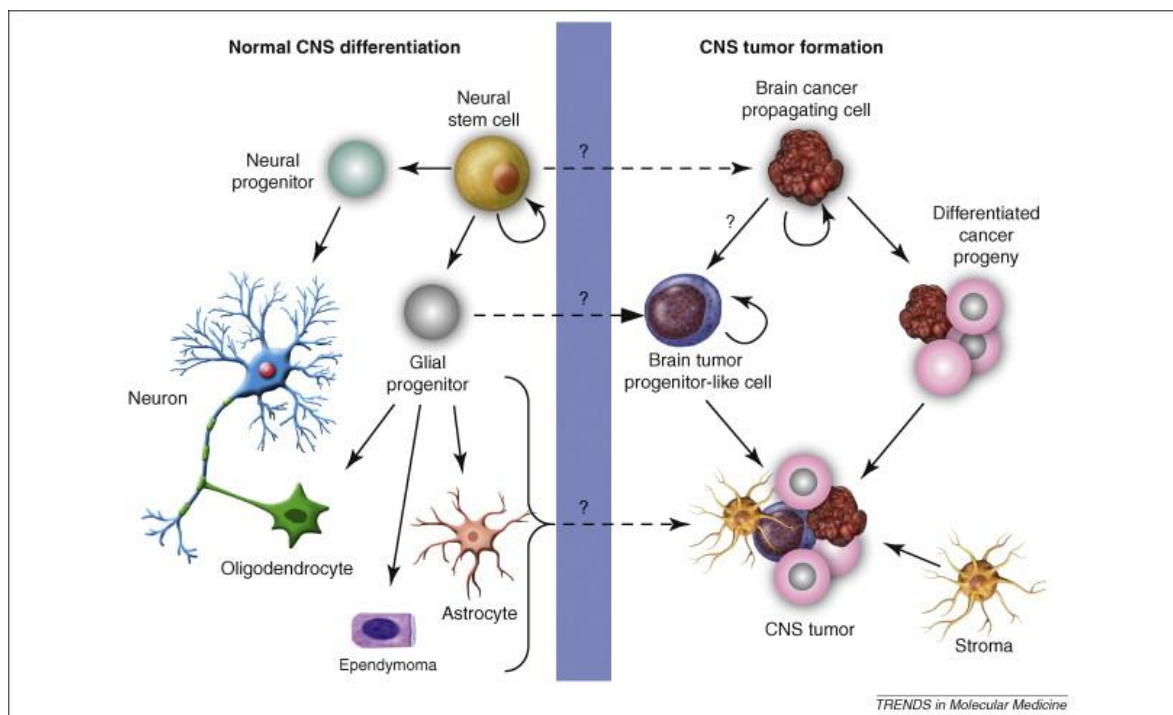 Normal CNS differentiation
CNS tumor formation
Neural
stem cell
Brain cancer
propagating cell
?
Neural
progenitor
Differentiated
cancer
progeny
?
?
Glial
progenitor
Brain tumor
progenitor-like cell
Neuron
?
Oligodendrocyte
Astrocyte
CNS tumor
Stroma
Ependymoma
TRENDS in Molecular Medicine